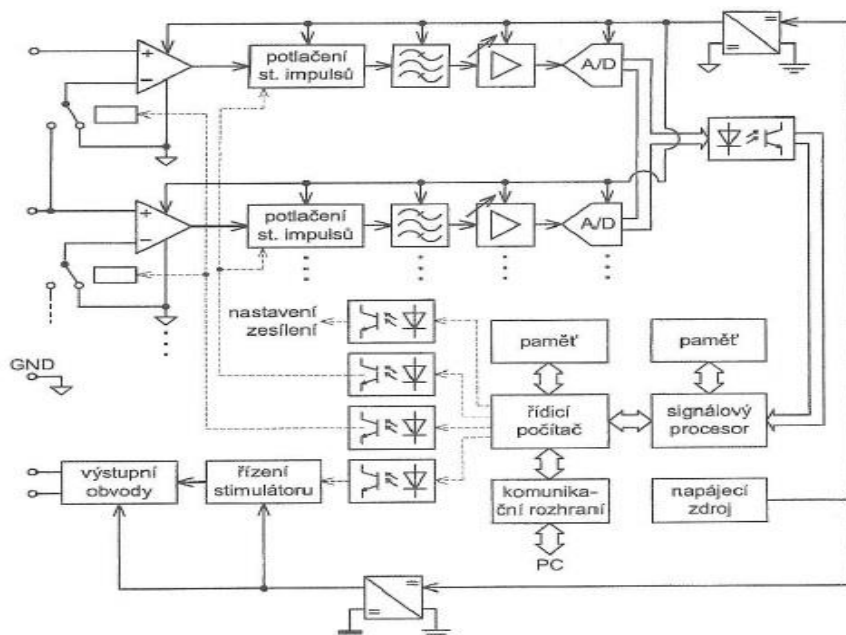 +
−
potlačení
st. impulsů
A/D
=
=
+
−
potlačení
st. impulsů
A/D
nastavení
zesílení
GND
paměť
paměť
řídicí
počítač
signálový
procesor
výstupní
obvody
řízení
stimulátoru
komunika-
ční rozhraní
napájecí
zdroj
PC
=
=